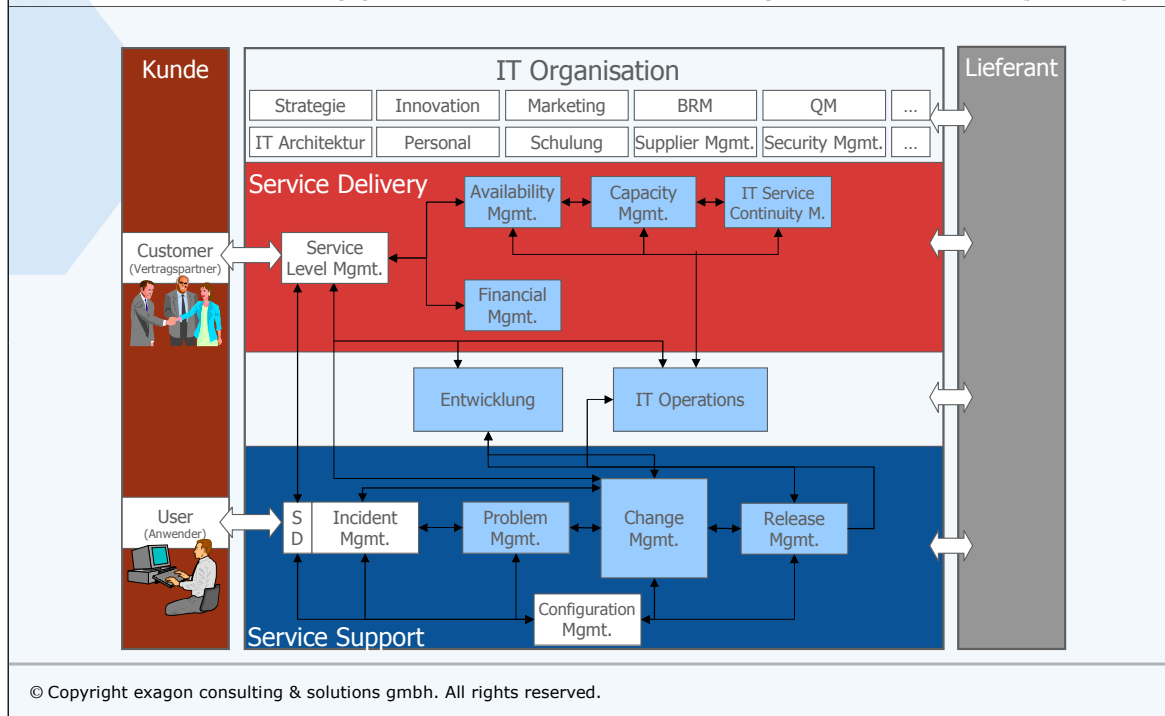 Kunde
IT Organisation
Lieferant
Strategie
Innovation
Marketing
BRM
QM
...
IT Architektur
Personal
Schulung
Supplier Mgmt.
Security Mgmt.
...
Service Delivery
Availability
Mgmt.
Capacity
Mgmt.
IT Service
Continuity M.
Customer
(Vertragspartner)
Service
Level Mgmt.
Financial
Mgmt.
Entwicklung
IT Operations
User
(Anwender)
S
D
Incident
Mgmt.
Problem
Mgmt.
Change
Mgmt.
Release
Mgmt.
Configuration
Mgmt.
Service Support
© Copyright exagon consulting & solutions gmbh. All rights reserved.